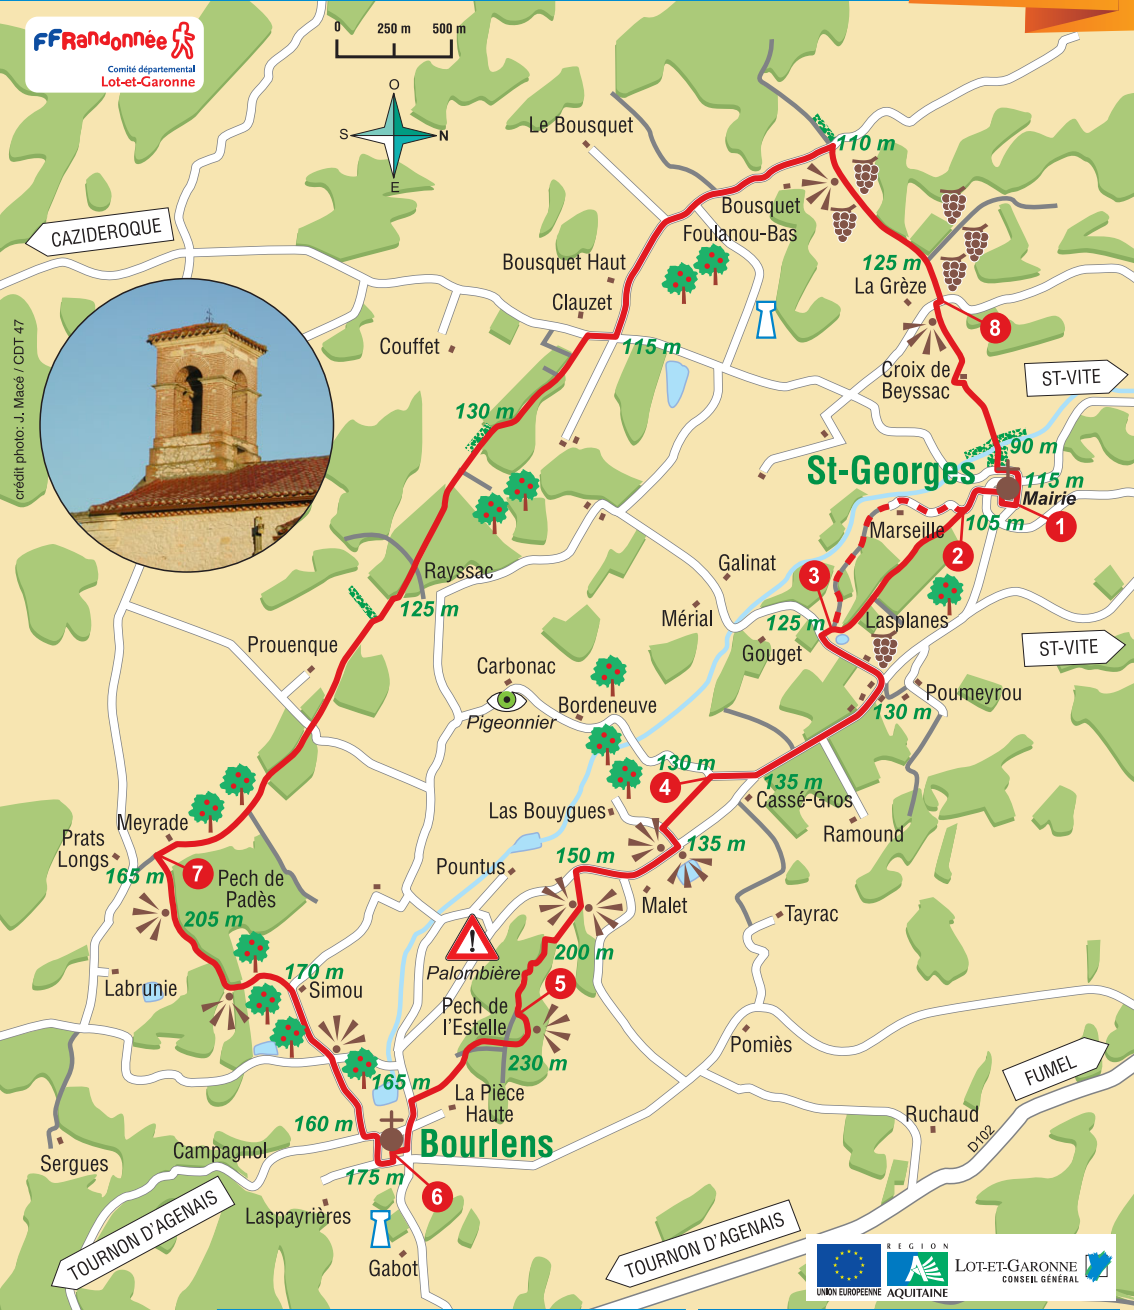 FFRandonnée
Comité départemental
Lot-et-Garonne
0 250 m 500 m
O
S
N
E
Le Bousquet
110 m
CAZIDEROQUE
Bousquet
Foulanou-Bas
Bousquet Haut
125 m
La Grèze
Clauzet
8
Couffet
115 m
Croix de
Beyssac
ST-VITE
crédit photo: J. Macé / CDT 47
130 m
90 m
St-Georges
115 m
Mairie
105 m
1
Marseille
2
Galinat
3
Rayssac
125 m
Mérial
125 m
Lasplanes
Prouenque
Gouget
ST-VITE
Carbonac
Pigeonnier
Bordeneuve
Poumeyrou
130 m
130 m
4
135 m
Cassé-Gros
Las Bouygues
Ramound
Meyrade
Prats
Longs
135 m
150 m
165 m
7
Pech de
Padès
Pountus
Malet
205 m
Tayrac
200 m
Palombière
170 m
Simou
Labrunie
5
Pech de
l'Estelle
Pomiès
230 m
FUMEL
165 m
La Pièce
Haute
160 m
Ruchaud
D102
Bourlens
Campagnol
Sergues
175 m
6
TOURNON D'AGENAIS
Laspayrières
TOURNON D'AGENAIS
Gabot
UNION EUROPEENNE
REGION
AQUITAINE
LOT-ET-GARONNE
CONSEIL GÉNÉRAL